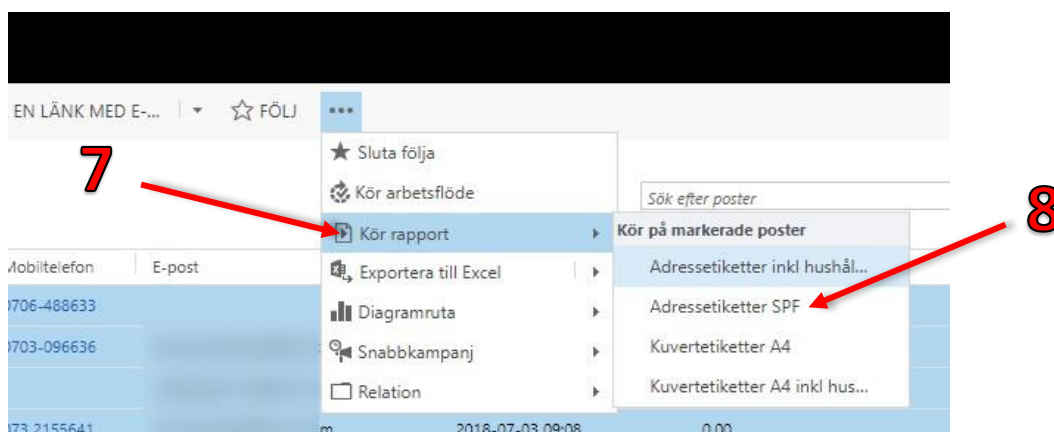 EN LÄNK MED E-... FÖLJ
7
Sluta följa
Kör arbetsflöde
Sök efter poster
8
Kör rapport
Kör på markerade poster
Mobiltelefon E-post
Exportera till Excel
Adressetiketter inkl hushål...
0706-488633
Diagramruta
Adressetiketter SPF
0703-096636
Snabbkampanj
Kuvertetiketter A4
Relation
Kuvertetiketter A4 inkl hus...
073 2155641 m 2018-07-03 09:08 0,00